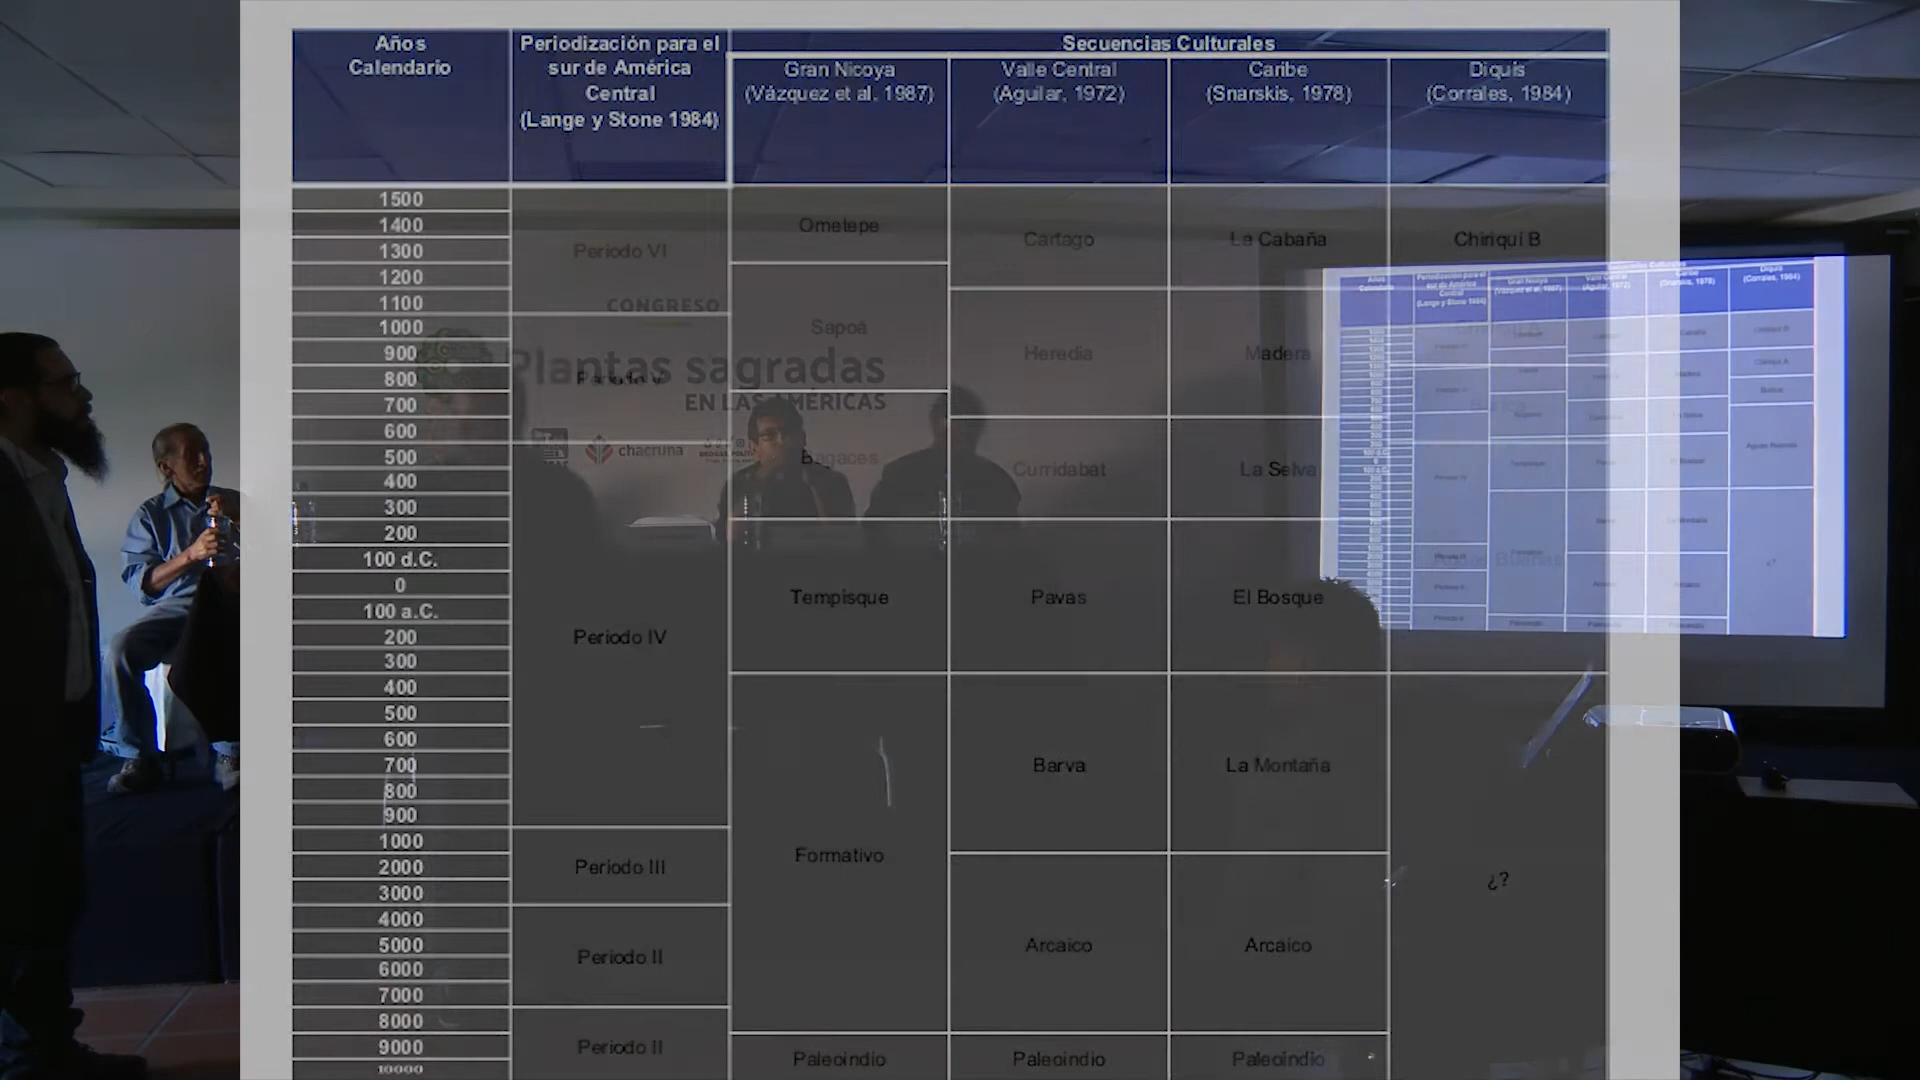 Años
Calendario
Periodización para el
sur de América
Central
(Lange y Stone 1984)
Secuencias Culturales
Gran Nicoya
(Vázquez et al. 1987)
Valle Central
(Aguilar, 1972)
Caribe
(Snarskis, 1978)
Diquís
(Corrales, 1984)
1500
1400
1300
1200
1100
1000
900
800
700
600
500
400
300
200
100 d.C.
0
100 a.C.
200
300
400
500
600
700
800
900
1000
2000
3000
4000
5000
6000
7000
8000
9000
10000
Periodo VI
Periodo V
Periodo IV
Periodo III
Periodo II
Periodo II
Ometepe
Sapoá
Bagaces
Tempisque
Formativo
Paleoindio
Cartago
Heredia
Curridabat
Pavas
Barva
Arcaico
Paleoindio
La Cabaña
Madera
La Selva
El Bosque
La Montaña
Arcaico
Paleoindio
Chiriquí B
¿?
CONGRESO
Plantas sagradas
EN LAS AMÉRICAS
chacruna